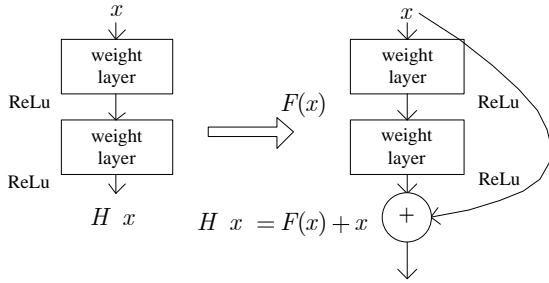 x
weight
layer
ReLu
weight
layer
ReLu
H x
x
weight
layer
F(x)
ReLu
weight
layer
ReLu
H x = F(x) + x
+